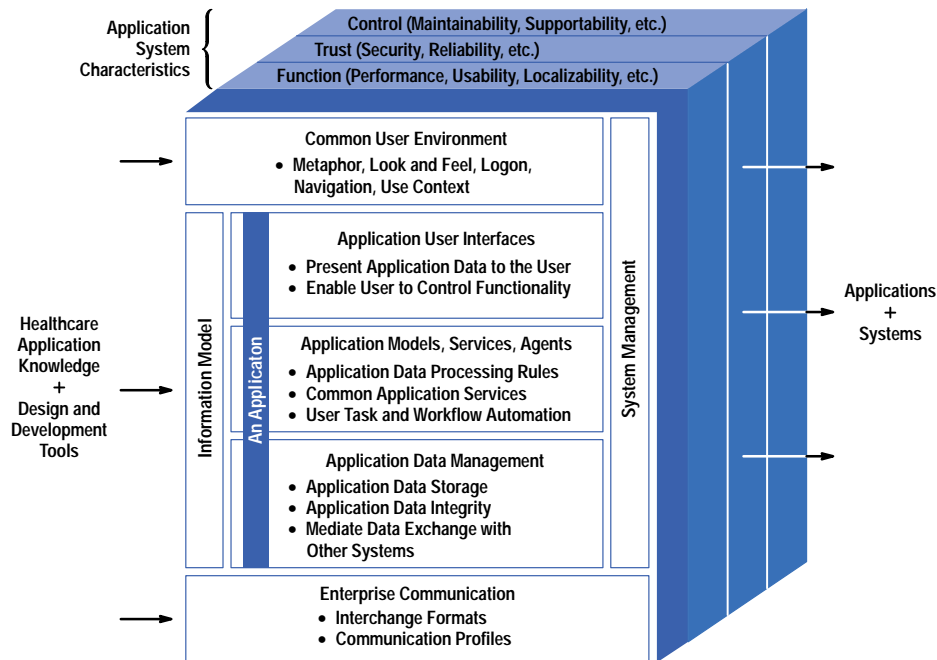 Application
System
Characteristics
Control (Maintainability, Supportability, etc.)
Trust (Security, Reliability, etc.)
Function (Performance, Usability, Localizability, etc.)
Common User Environment
• Metaphor, Look and Feel, Logon,
Navigation, Use Context
Application User Interfaces
• Present Application Data to the User
• Enable User to Control Functionality
Application Models, Services, Agents
• Application Data Processing Rules
• Common Application Services
• User Task and Workflow Automation
Application Data Management
• Application Data Storage
• Application Data Integrity
• Mediate Data Exchange with
Other Systems
Enterprise Communication
• Interchange Formats
• Communication Profiles
Information Model
An Applicaton
System Management
Healthcare
Application
Knowledge
+
Design and
Development
Tools
Applications
+
Systems